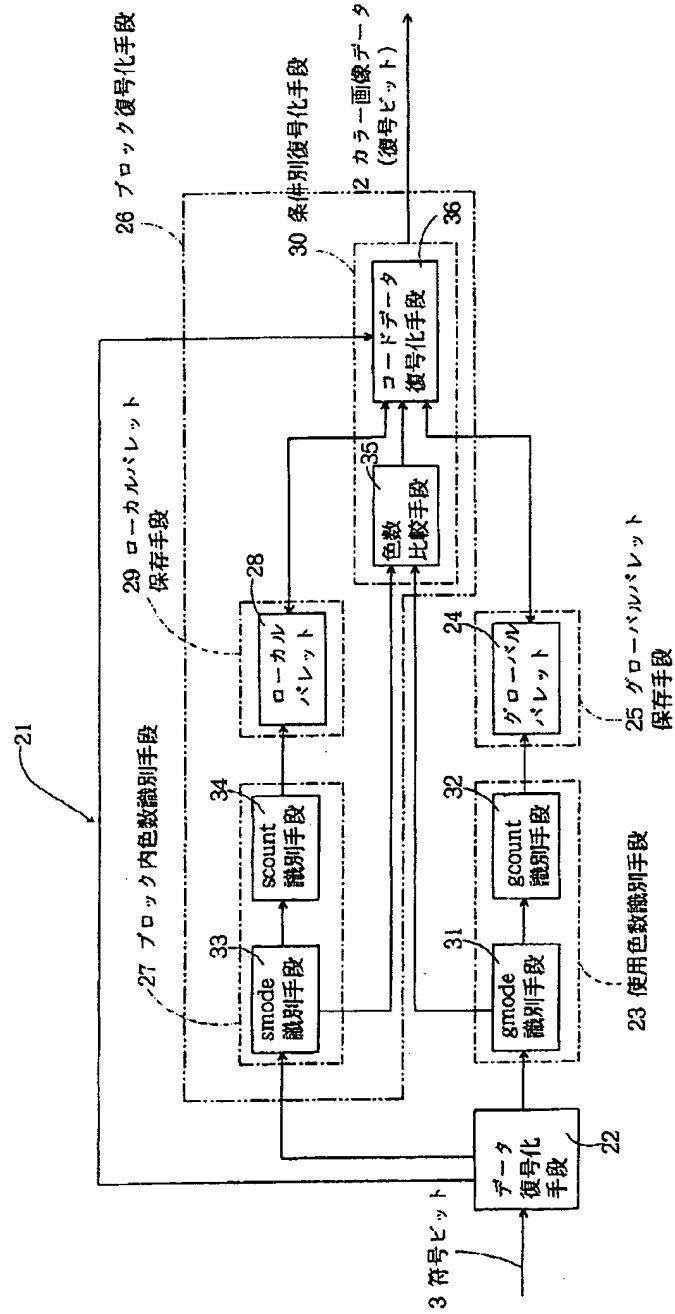 21
26 ブロック復号化手段
30 条件別復号化手段
2 カラー画像データ
(復号ビット)
29 ローカルパレット
保存手段
27 ブロック内色数識別手段
33
smode
識別手段
34
scount
識別手段
28
ローカル
パレット
35
色数
比較手段
コードデータ
復号化手段
36
3 符号ビット
データ
復号化
手段
22
31
gmode
識別手段
32
gcount
識別手段
24
グローバル
パレット
23 使用色数識別手段
25 グローバルパレット
保存手段